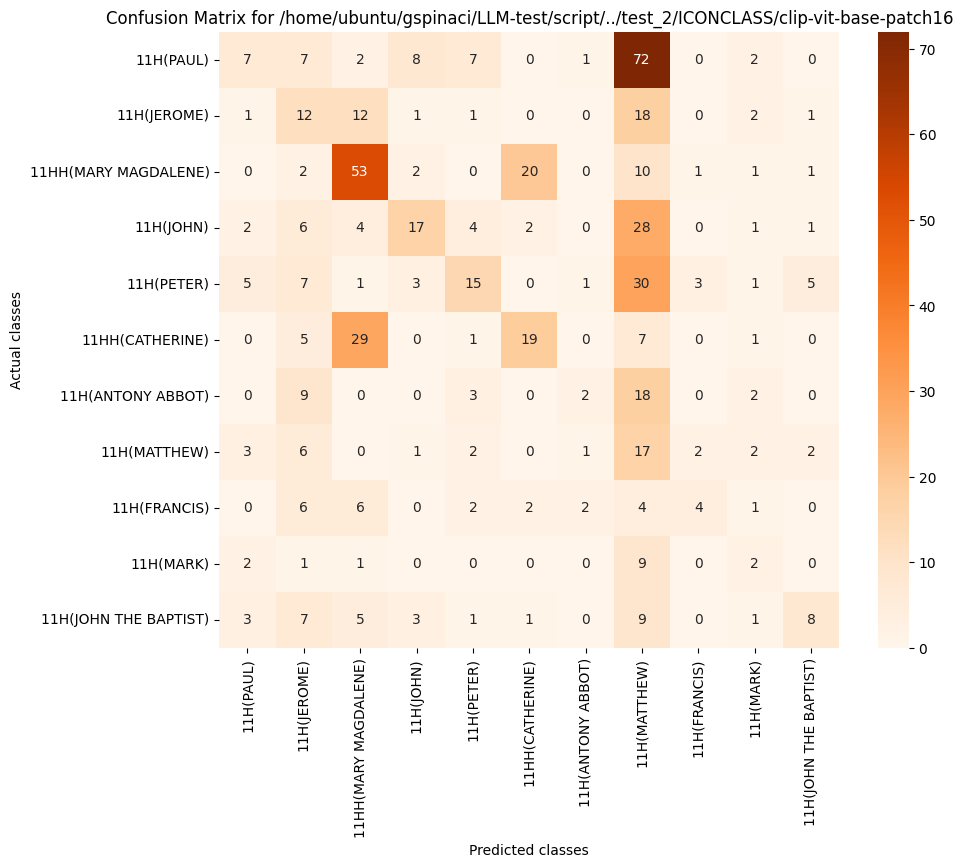 Confusion Matrix for /home/ubuntu/gspinaci/LLM-test/script/../test_2/ICONCLASS/clip-vit-base-patch16
Actual classes
11H(PAUL) 7 7 2 8 7 0 1 72 0 2 0
11H(JEROME) 1 12 12 1 1 0 0 18 0 2 1
11HH(MARY MAGDALENE) 0 2 53 2 0 20 0 10 1 1 1
11H(JOHN) 2 6 4 17 4 2 0 28 0 1 1
11H(PETER) 5 7 1 3 15 0 1 30 3 1 5
11HH(CATHERINE) 0 5 29 0 1 19 0 7 0 1 0
11H(ANTONY ABBOT) 0 9 0 0 3 0 2 18 0 2 0
11H(MATTHEW) 3 6 0 1 2 0 1 17 2 2 2
11H(FRANCIS) 0 6 6 0 2 2 2 4 4 1 0
11H(MARK) 2 1 1 0 0 0 0 9 0 2 0
11H(JOHN THE BAPTIST) 3 7 5 3 1 1 0 9 0 1 8
11H(PAUL)
11H(JEROME)
11HH(MARY MAGDALENE)
11H(JOHN)
11H(PETER)
11HH(CATHERINE)
11H(ANTONY ABBOT)
11H(MATTHEW)
11H(FRANCIS)
11H(MARK)
11H(JOHN THE BAPTIST)
Predicted classes
70
60
50
40
30
20
10
0